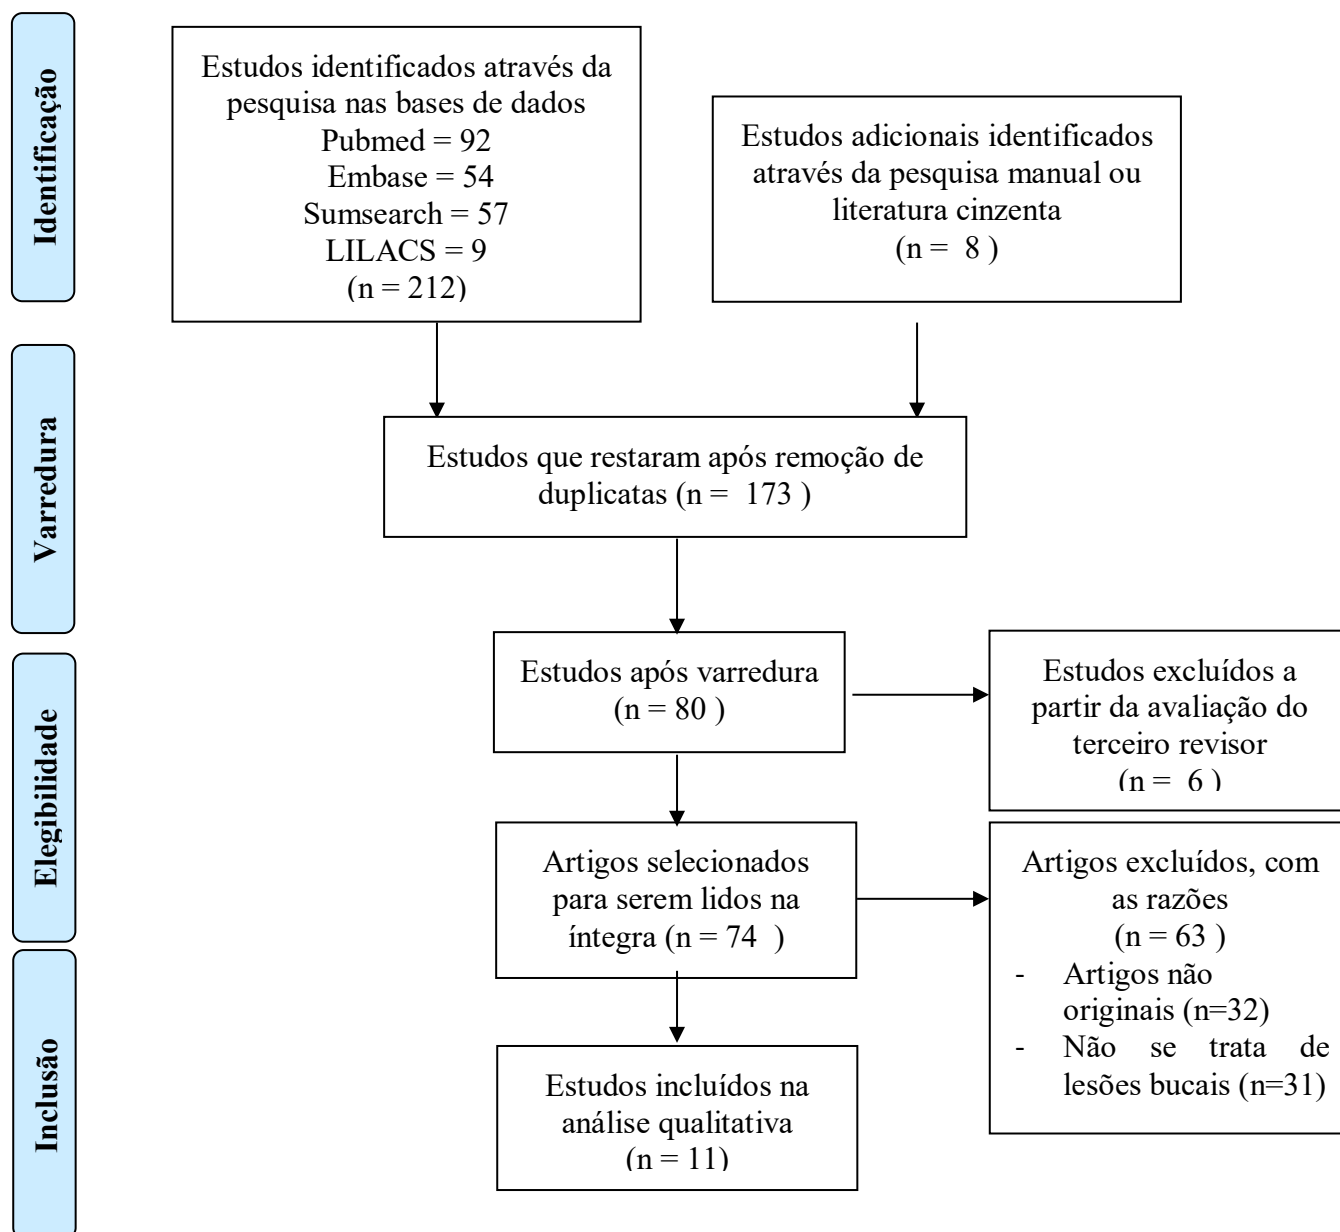 Identificação
Estudos identificados através da
pesquisa nas bases de dados
Pubmed = 92
Embase = 54
Sumsearch = 57
LILACS = 9
(n = 212)
Estudos adicionais identificados
através da pesquisa manual ou
literatura cinzenta
(n =  8 )
Varredura
Estudos que restaram após remoção de
duplicatas (n =  173 )
Elegibilidade
Estudos após varredura
(n = 80 )
Estudos excluídos a
partir da avaliação do
terceiro revisor
(n =  6 )
Artigos selecionados
para serem lidos na
íntegra (n = 74  )
Artigos excluídos, com
as razões
(n = 63 )
- Artigos não
originais (n=32)
- Não se trata de
lesões bucais (n=31)
Inclusão
Estudos incluídos na
análise qualitativa
(n = 11)